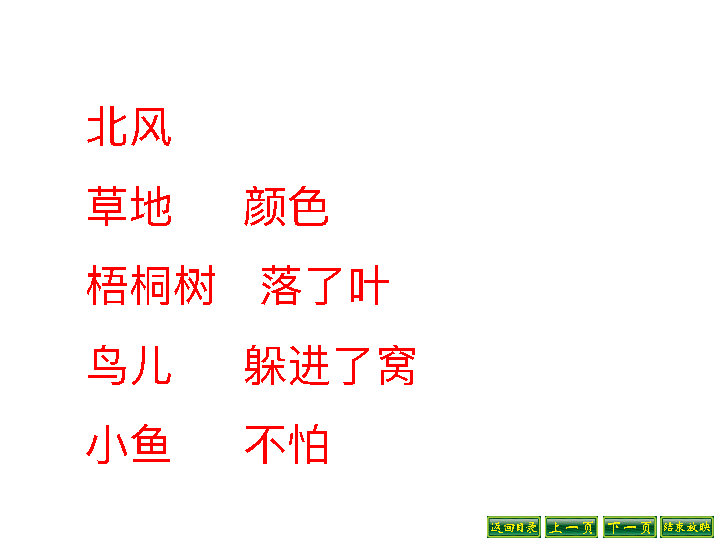 北风
草地 颜色
梧桐树 落了叶
鸟儿 躲进了窝
小鱼 不怕
返回目录 上一页 下一页 结束放映